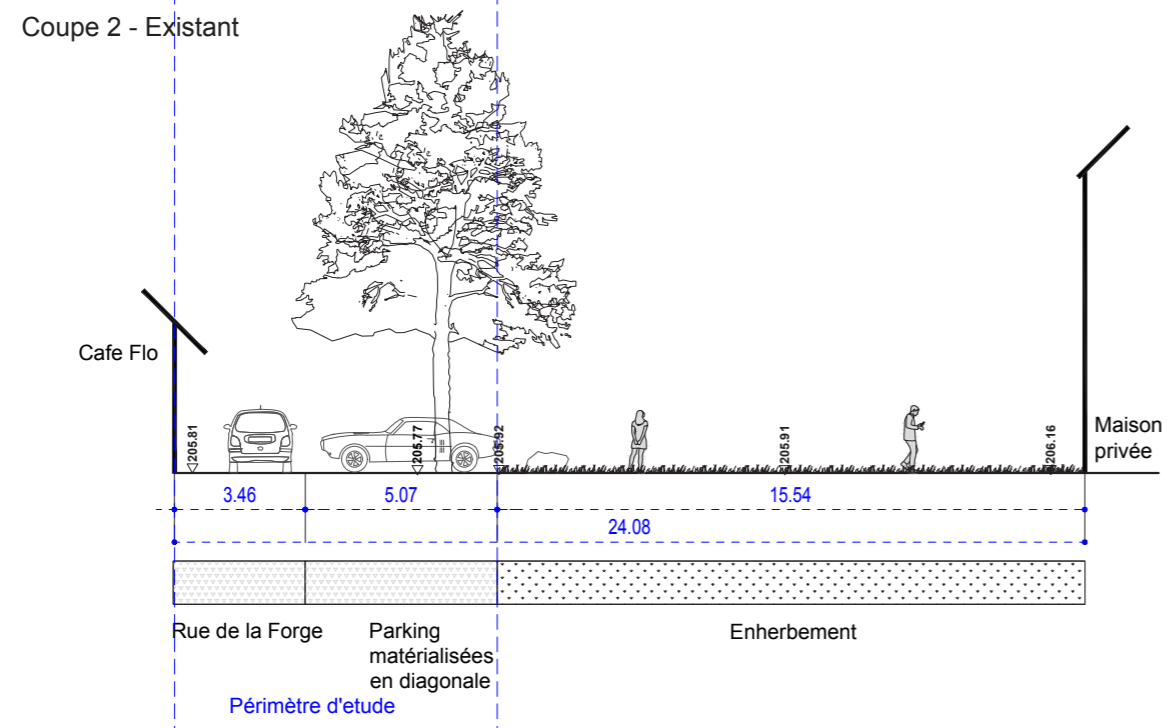 Coupe 2 - Existant
Cafe Flo
205.81
205.77
205.92
205.91
206.16
Maison
privée
3.46
5.07
15.54
24.08
Rue de la Forge
Parking
matérialisées
en diagonale
Enherbement
Périmètre d'etude